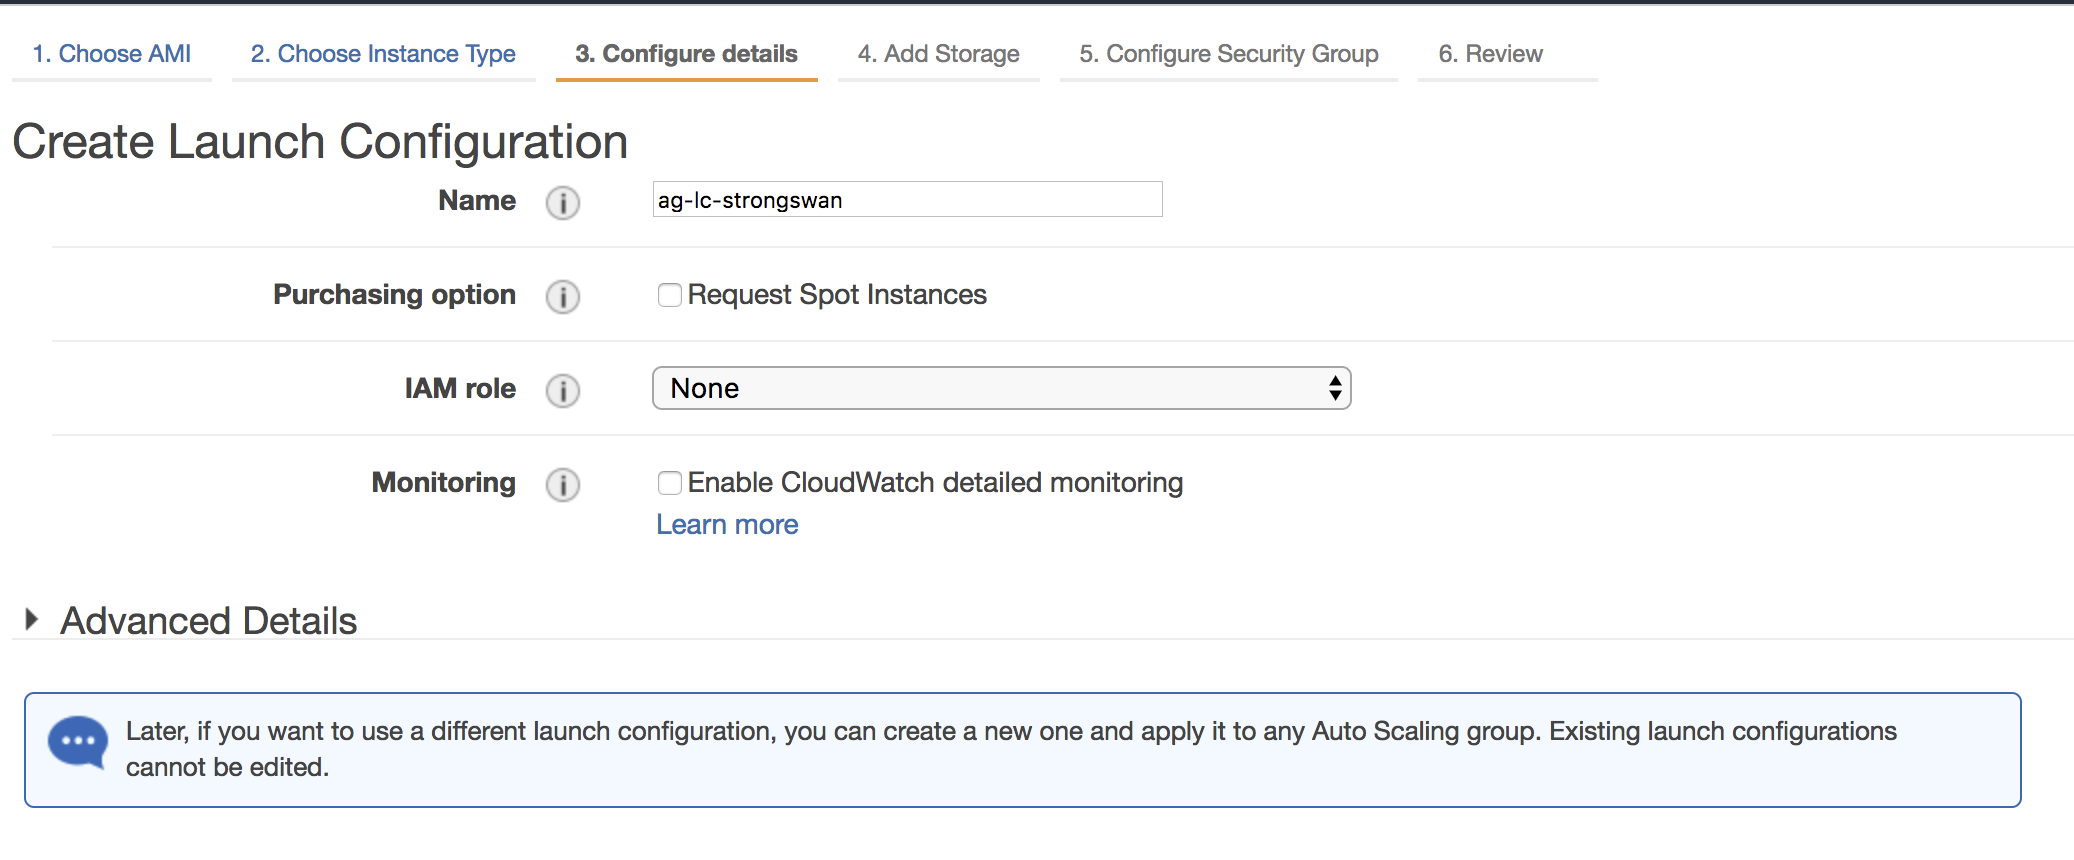 1. Choose AMI 2. Choose Instance Type 3. Configure details 4. Add Storage 5. Configure Security Group 6. Review
Create Launch Configuration
Name i ag-lc-strongswan
Purchasing option i Request Spot Instances
IAM role i None
Monitoring i Enable CloudWatch detailed monitoring
Learn more
Advanced Details
Later, if you want to use a different launch configuration, you can create a new one and apply it to any Auto Scaling group. Existing launch configurations
cannot be edited.